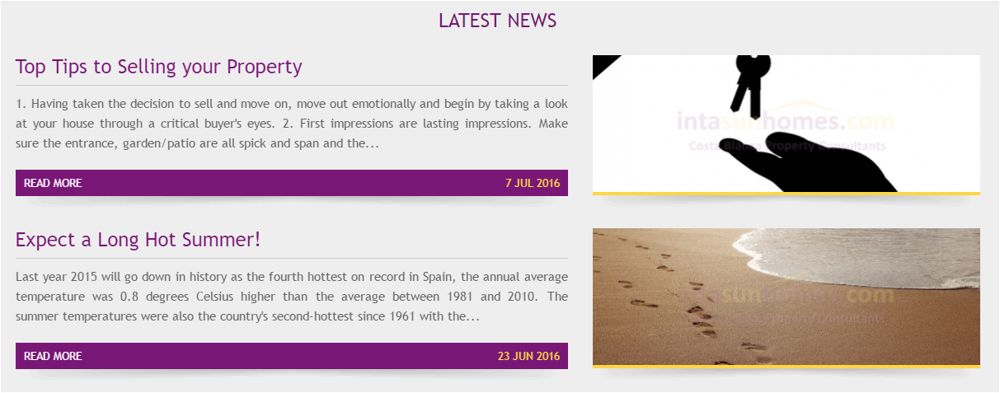 LATEST NEWS
Top Tips to Selling your Property
1. Having taken the decision to sell and move on, move out emotionally and begin by taking a look
at your house through a critical buyer's eyes. 2. First impressions are lasting impressions. Make
sure the entrance, garden/patio are all spick and span and the...
READ MORE
7 JUL 2016
intasunhomes.com
Costa Blanca Property Consultants
Expect a Long Hot Summer!
Last year 2015 will go down in history as the fourth hottest on record in Spain, the annual average
temperature was 0.8 degrees Celsius higher than the average between 1981 and 2010. The
summer temperatures were also the country's second-hottest since 1961 with the...
READ MORE
23 JUN 2016
intasunhomes.com
Costa Blanca Property Consultants